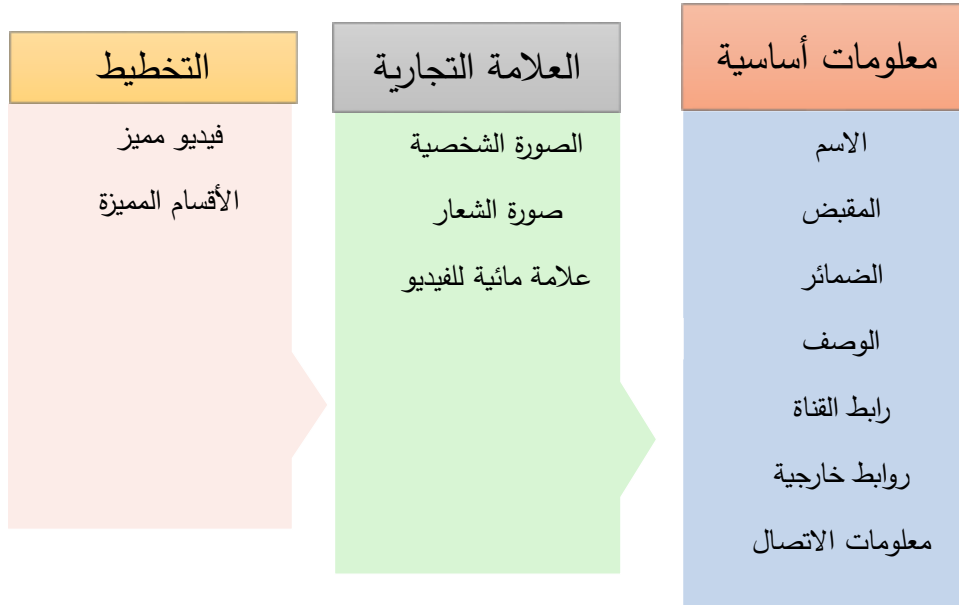 معلومات أساسية
الاسم
المقبض
الضمائر
الوصف
رابط القناة
روابط خارجية
معلومات الاتصال
العلامة التجارية
الصورة الشخصية
صورة الشعار
علامة مائية للفيديو
التخطيط
فيديو مميز
الأقسام المميزة